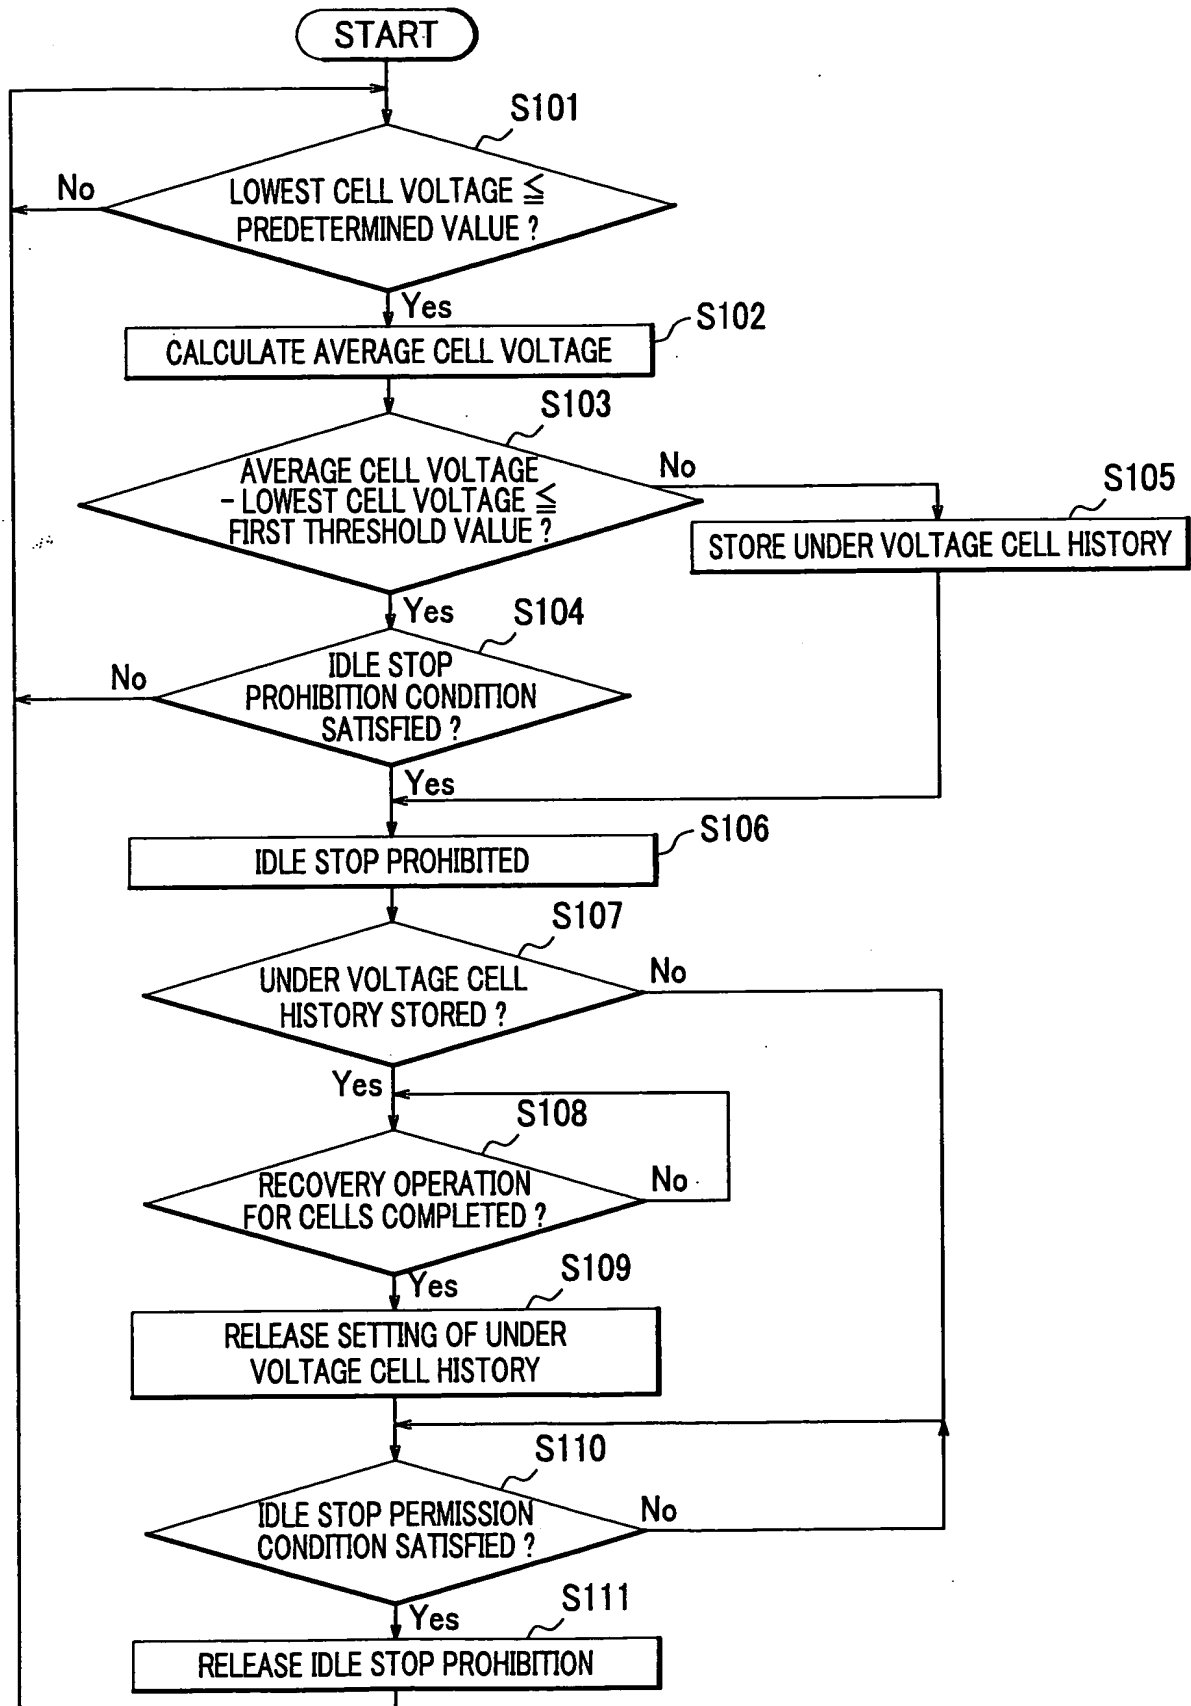 START
S101
LOWEST CELL VOLTAGE ≦
PREDETERMINED VALUE ?
No
Yes
S102
CALCULATE AVERAGE CELL VOLTAGE
S103
AVERAGE CELL VOLTAGE
- LOWEST CELL VOLTAGE ≦
FIRST THRESHOLD VALUE ?
No
S105
STORE UNDER VOLTAGE CELL HISTORY
Yes
S104
IDLE STOP
PROHIBITION CONDITION
SATISFIED ?
No
Yes
S106
IDLE STOP PROHIBITED
S107
UNDER VOLTAGE CELL
HISTORY STORED ?
No
Yes
S108
RECOVERY OPERATION
FOR CELLS COMPLETED ?
No
Yes
S109
RELEASE SETTING OF UNDER
VOLTAGE CELL HISTORY
S110
IDLE STOP PERMISSION
CONDITION SATISFIED ?
No
Yes
S111
RELEASE IDLE STOP PROHIBITION